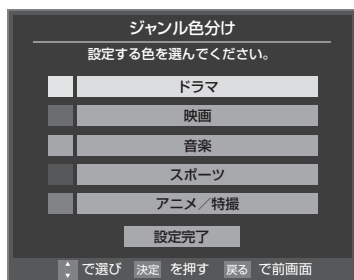 ジャンル色分け
設定する色を選んでください。
ドラマ
映画
音楽
スポーツ
アニメ／特撮
設定完了
で選び 決定 を押す 戻る で前画面